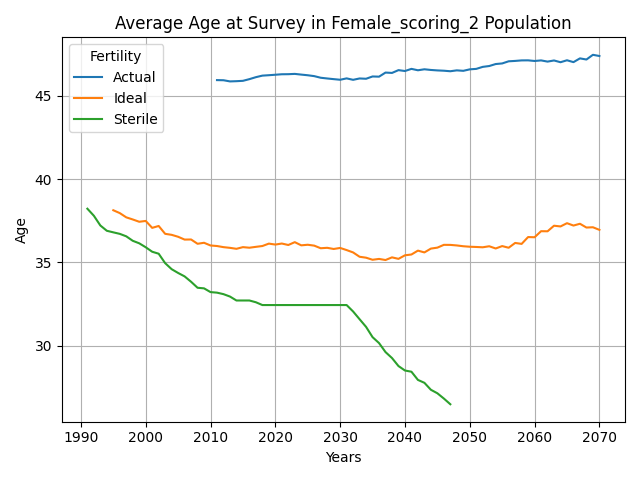 Average Age at Survey in Female_scoring_2 Population
Fertility
Actual
Ideal
Sterile
Age
45
40
35
30
1990
2000
2010
2020
2030
2040
2050
2060
2070
Years